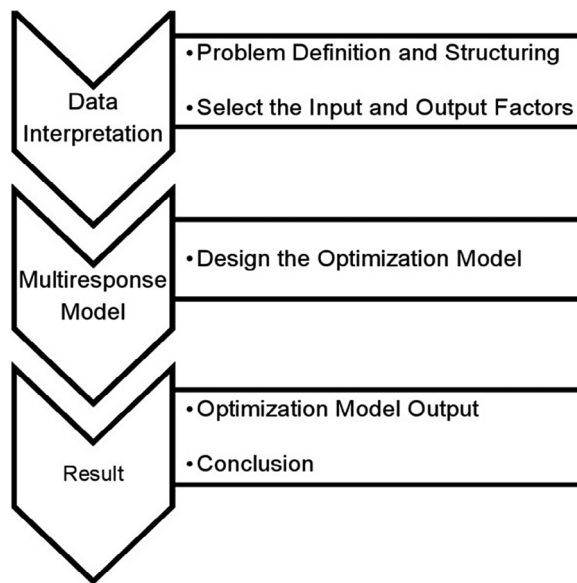 Data
Interpretation
•Problem Definition and Structuring
•Select the Input and Output Factors
Multiresponse
Model
•Design the Optimization Model
Result
•Optimization Model Output
•Conclusion